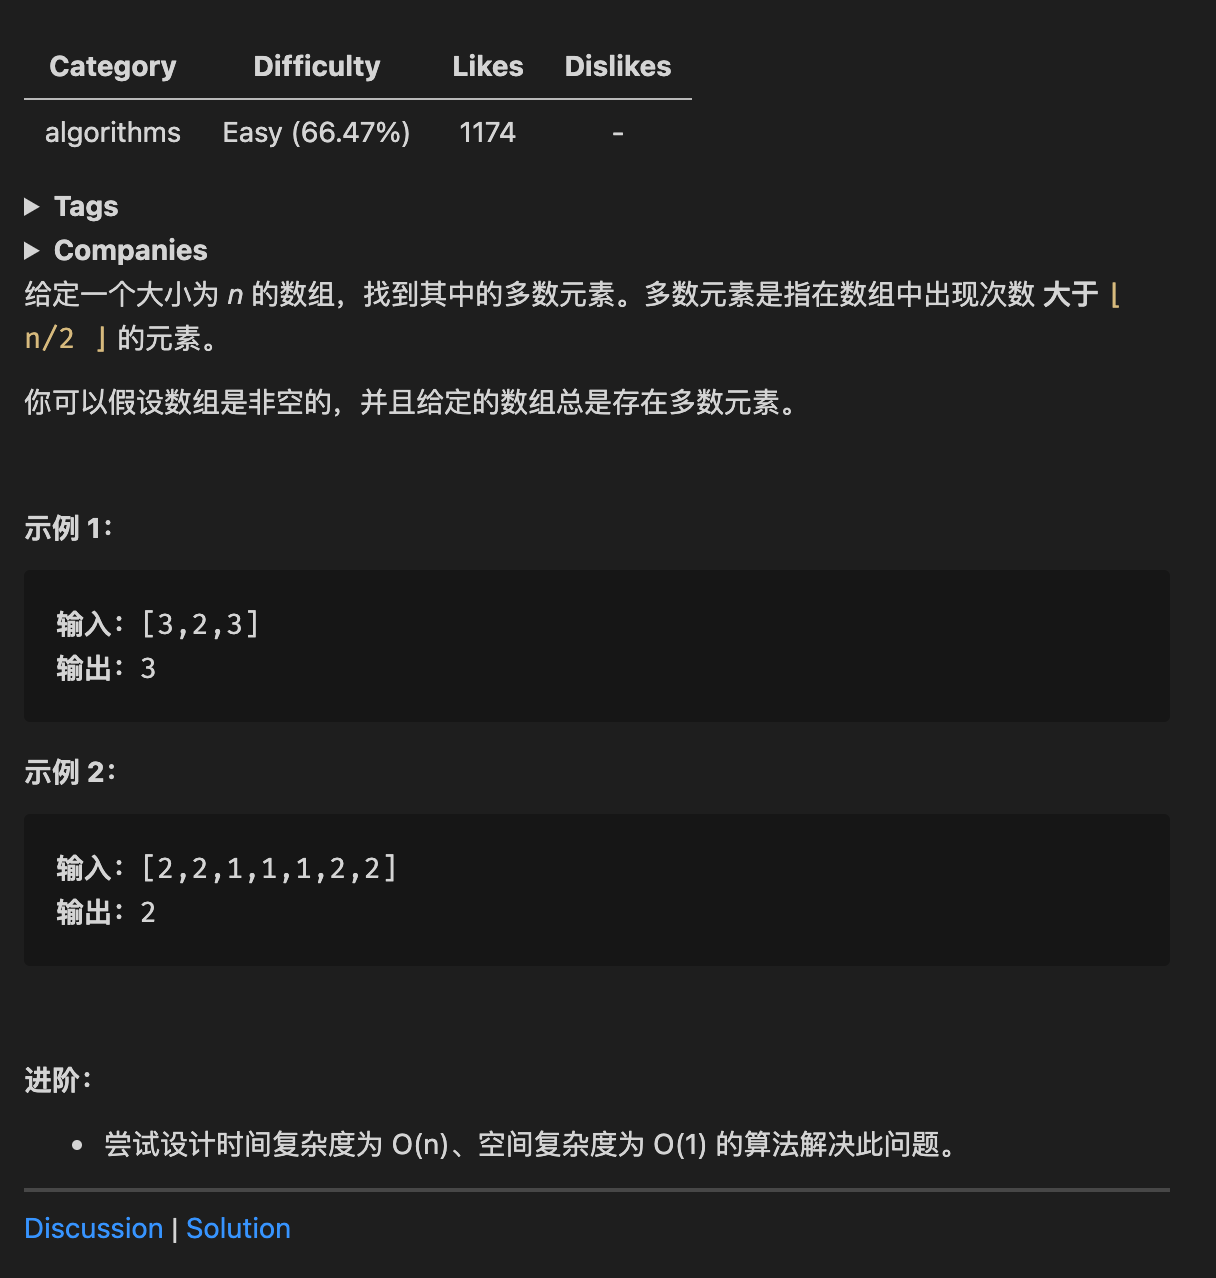 Category Difficulty Likes Dislikes
algorithms Easy (66.47%) 1174 -
▶ Tags
▶ Companies
给定一个大小为 n 的数组，找到其中的多数元素。多数元素是指在数组中出现次数 大于 ⌊
n/2 ⌋ 的元素。
你可以假设数组是非空的，并且给定的数组总是存在多数元素。
示例 1：
输入：[3,2,3]
输出：3
示例 2：
输入：[2,2,1,1,1,2,2]
输出：2
进阶：
• 尝试设计时间复杂度为 O(n)、空间复杂度为 O(1) 的算法解决此问题。
Discussion | Solution